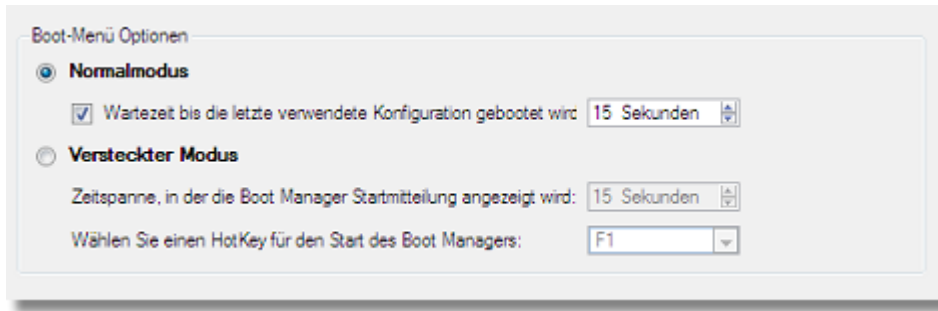 Boot-Menü Optionen
Normalmodus
Wartezeit bis die letzte verwendete Konfiguration gebootet wird 15 Sekunden
Versteckter Modus
Zeitspanne, in der die Boot Manager Startmitteilung angezeigt wird: 15 Sekunden
Wählen Sie einen HotKey für den Start des Boot Managers: F1